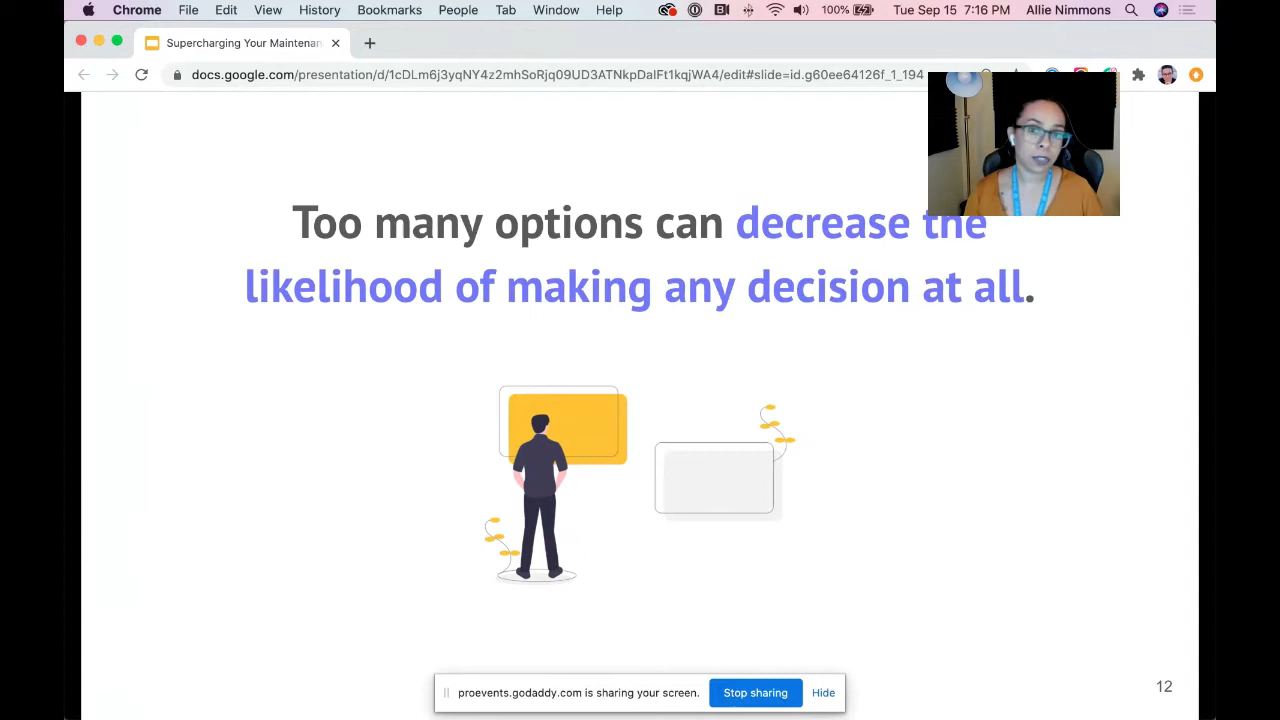 Chrome File Edit View History Bookmarks People Tab Window Help 100% Tue Sep 15 7:16 PM Allie Nimmons
Supercharging Your Maintenan
docs.google.com/presentation/d/1cDLm6j3yqNY4z2mhSoRjq09UD3ATNkpDalFt1kqjWA4/edit#slide=id.g60ee64126f_1_194
Too many options can decrease the
likelihood of making any decision at all.
proevents.godaddy.com is sharing your screen. Stop sharing Hide
12